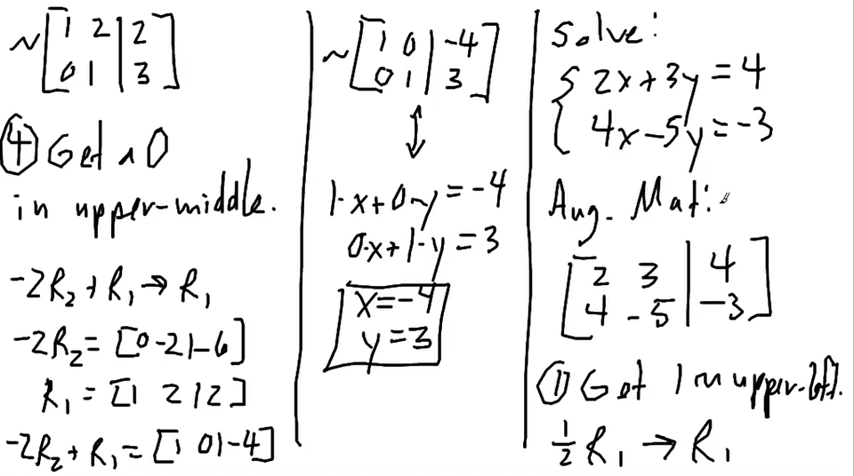 ~[1 2 | 2
0 1 | 3]
④ Get a 0
in upper-middle.
-2R₂ + R₁ → R₁
-2R₂ = [0 -2 | -6]
R₁ = [1 2 | 2]
-2R₂ + R₁ = [1 0 | -4]
~[1 0 | -4
0 1 | 3]
↕
1·x + 0·y = -4
0·x + 1·y = 3
x = -4
y = 3
Solve:
{ 2x + 3y = 4
4x - 5y = -3
Aug. Mat:
[2 3 | 4
4 -5 | -3]
① Get 1 in upper-left.
½ R₁ → R₁